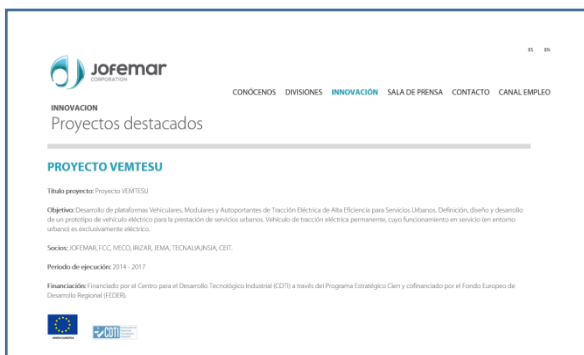 ES EN
JOFEMAR
CORPORATION
CONÓCENOS DIVISIONES INNOVACIÓN SALA DE PRENSA CONTACTO CANAL EMPLEO
INNOVACION
Proyectos destacados
PROYECTO VEMTESU
Título proyecto: Proyecto VEMTESU
Objetivo: Desarrollo de plataformas Vehiculares, Modulares y Autoportantes de Tracción Eléctrica de Alta Eficiencia para Servicios Urbanos. Definición, diseño y desarrollo
de un prototipo de vehículo eléctrico para la prestación de servicios urbanos. Vehículo de tracción eléctrica permanente, cuyo funcionamiento en servicio (en entorno
urbano) es exclusivamente eléctrico.
Socios: JOFEMAR, FCC, IVECO, IRIZAR, JEMA, TECNALIA,INSIA, CEIT.
Periodo de ejecución: 2014 - 2017
Financiación: Financiado por el Centro para el Desarrollo Tecnológico Industrial (CDTI) a través del Programa Estratégico Cien y cofinanciado por el Fondo Europeo de
Desarrollo Regional (FEDER).
UNIÓN EUROPEA
CDTI